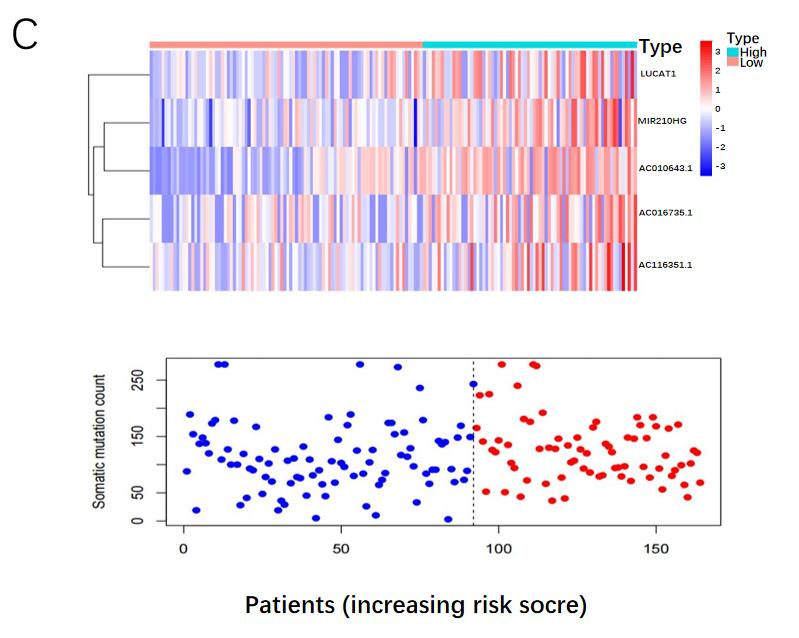 C
Type
LUCAT1
MIR210HG
AC010643.1
AC016735.1
AC116351.1
3
2
1
0
-1
-2
-3
Type
High
Low
Somatic mutation count
250
150
50
0
0 50 100 150
Patients (increasing risk socre)